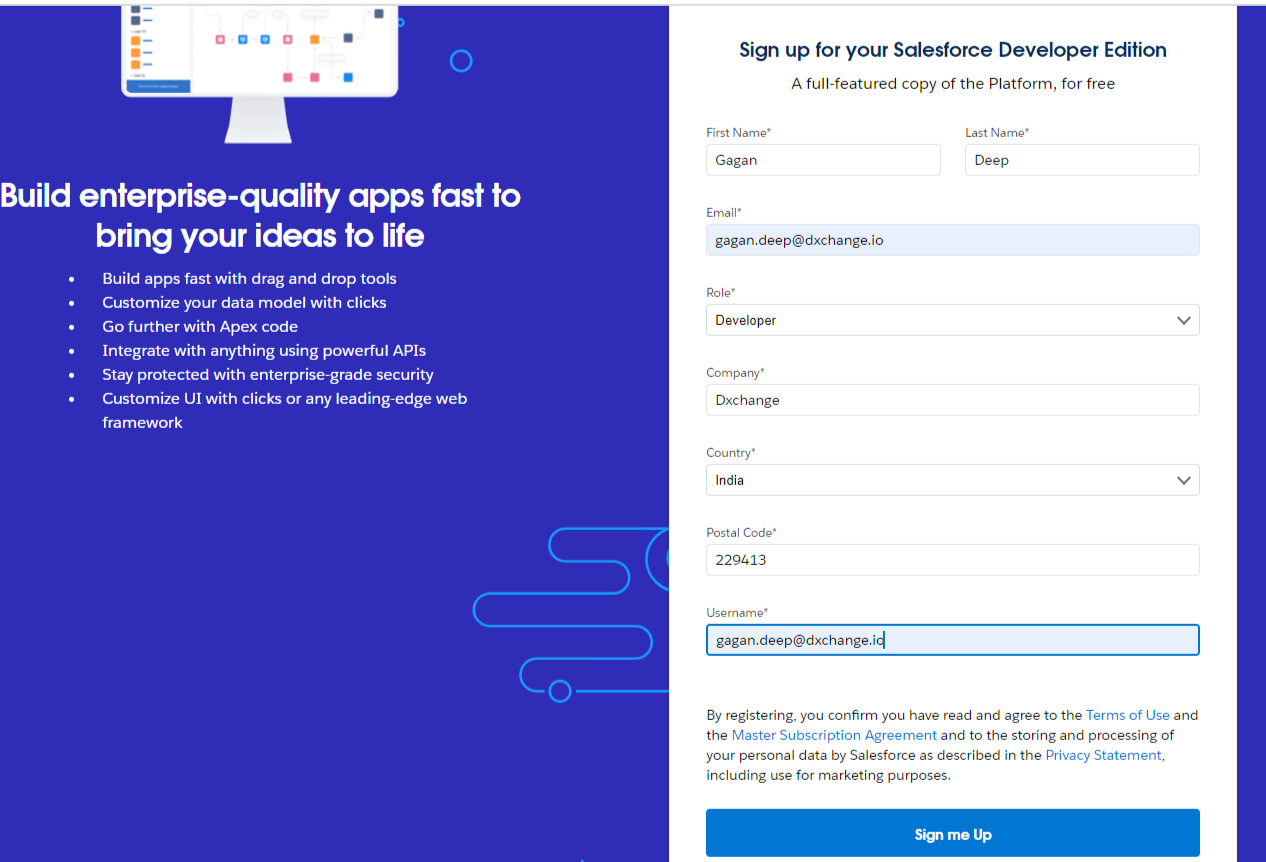 Build enterprise-quality apps fast to
bring your ideas to life
• Build apps fast with drag and drop tools
• Customize your data model with clicks
• Go further with Apex code
• Integrate with anything using powerful APIs
• Stay protected with enterprise-grade security
• Customize UI with clicks or any leading-edge web
framework
Sign up for your Salesforce Developer Edition
A full-featured copy of the Platform, for free
First Name* Last Name*
Gagan Deep
Email*
gagan.deep@dxchange.io
Role*
Developer
Company*
Dxchange
Country*
India
Postal Code*
229413
Username*
gagan.deep@dxchange.io
By registering, you confirm you have read and agree to the Terms of Use and
the Master Subscription Agreement and to the storing and processing of
your personal data by Salesforce as described in the Privacy Statement,
including use for marketing purposes.
Sign me Up